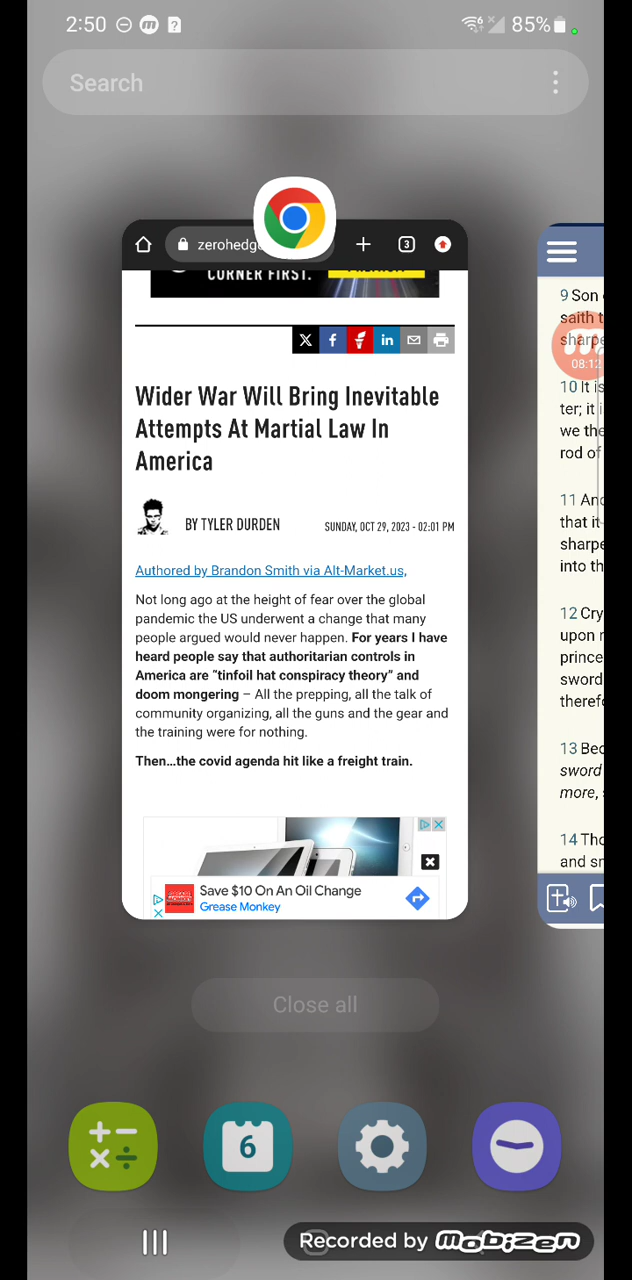 2:50
85%
Search
zerohedg
3
CORNER FIRST.
Wider War Will Bring Inevitable
Attempts At Martial Law In
America
BY TYLER DURDEN
SUNDAY, OCT 29, 2023 - 02:01 PM
Authored by Brandon Smith via Alt-Market.us,
Not long ago at the height of fear over the global
pandemic the US underwent a change that many
people argued would never happen. For years I have
heard people say that authoritarian controls in
America are “tinfoil hat conspiracy theory” and
doom mongering – All the prepping, all the talk of
community organizing, all the guns and the gear and
the training were for nothing.
Then…the covid agenda hit like a freight train.
Save $10 On An Oil Change
Grease Monkey
9 Son
saith t
sharpe
08:12
10 It is
ter; it i
we the
rod of
11 And
that it
sharpe
into th
12 Cry
upon
prince
sword
theref
13 Bec
sword
more,
14 Tho
and sm
Close all
6
Recorded by mobizen